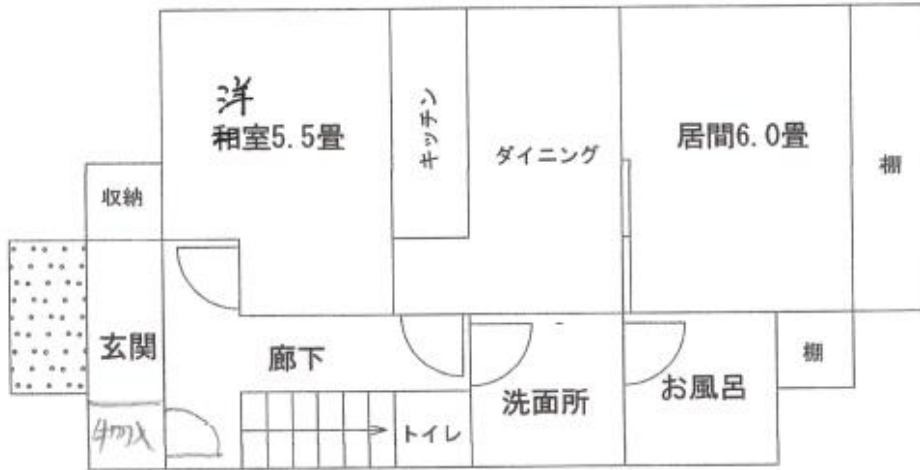 洋
和室5.5畳
キッチン
ダイニング
居間6.0畳
棚
収納
玄関
廊下
トイレ
洗面所
お風呂
棚